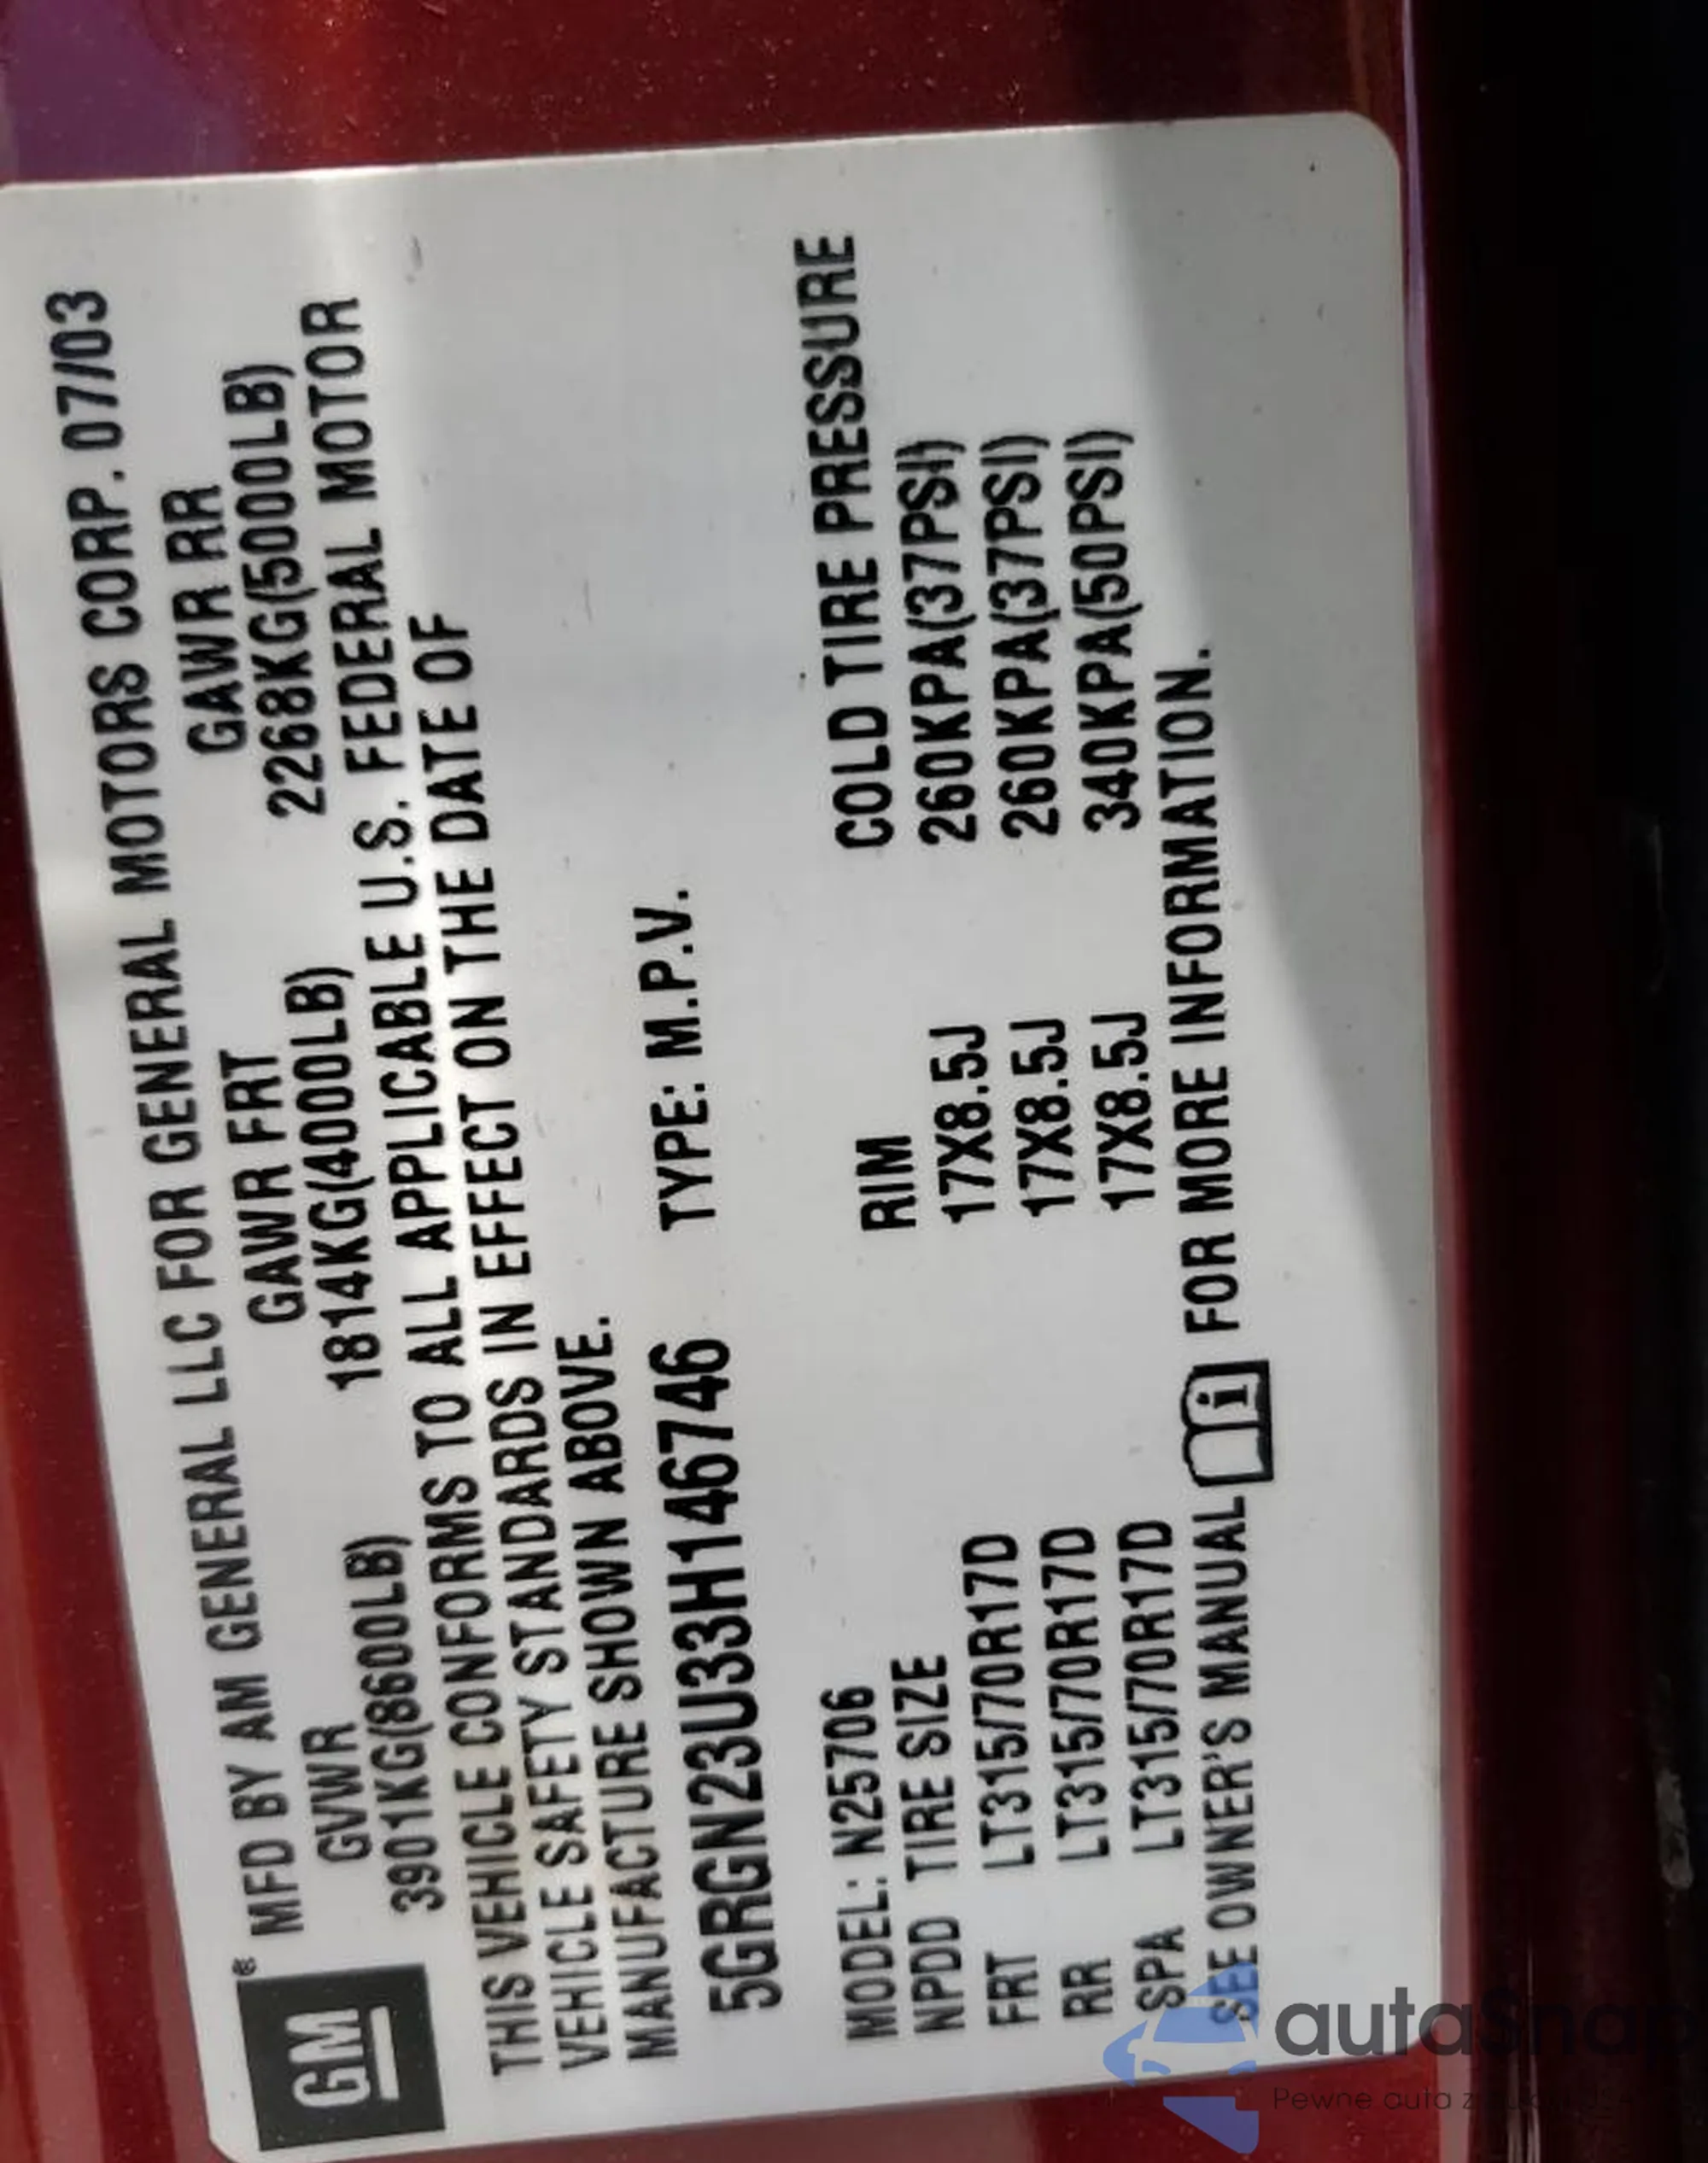 GM®
MFD BY AM GENERAL LLC FOR GENERAL MOTORS CORP. 07/03
GVWR GAWR FRT GAWR RR
3901KG(8600LB) 1814KG(4000LB) 2268KG(5000LB)
THIS VEHICLE CONFORMS TO ALL APPLICABLE U.S. FEDERAL MOTOR
VEHICLE SAFETY STANDARDS IN EFFECT ON THE DATE OF
MANUFACTURE SHOWN ABOVE.
5GRGN23U33H146746 TYPE: M.P.V.
MODEL: N25706
NPDD TIRE SIZE RIM COLD TIRE PRESSURE
FRT LT315/70R17D 17X8.5J 260KPA(37PSI)
RR LT315/70R17D 17X8.5J 260KPA(37PSI)
SPA LT315/70R17D 17X8.5J 340KPA(50PSI)
SEE OWNER'S MANUAL i FOR MORE INFORMATION.
autaSnap
Pewne auta z